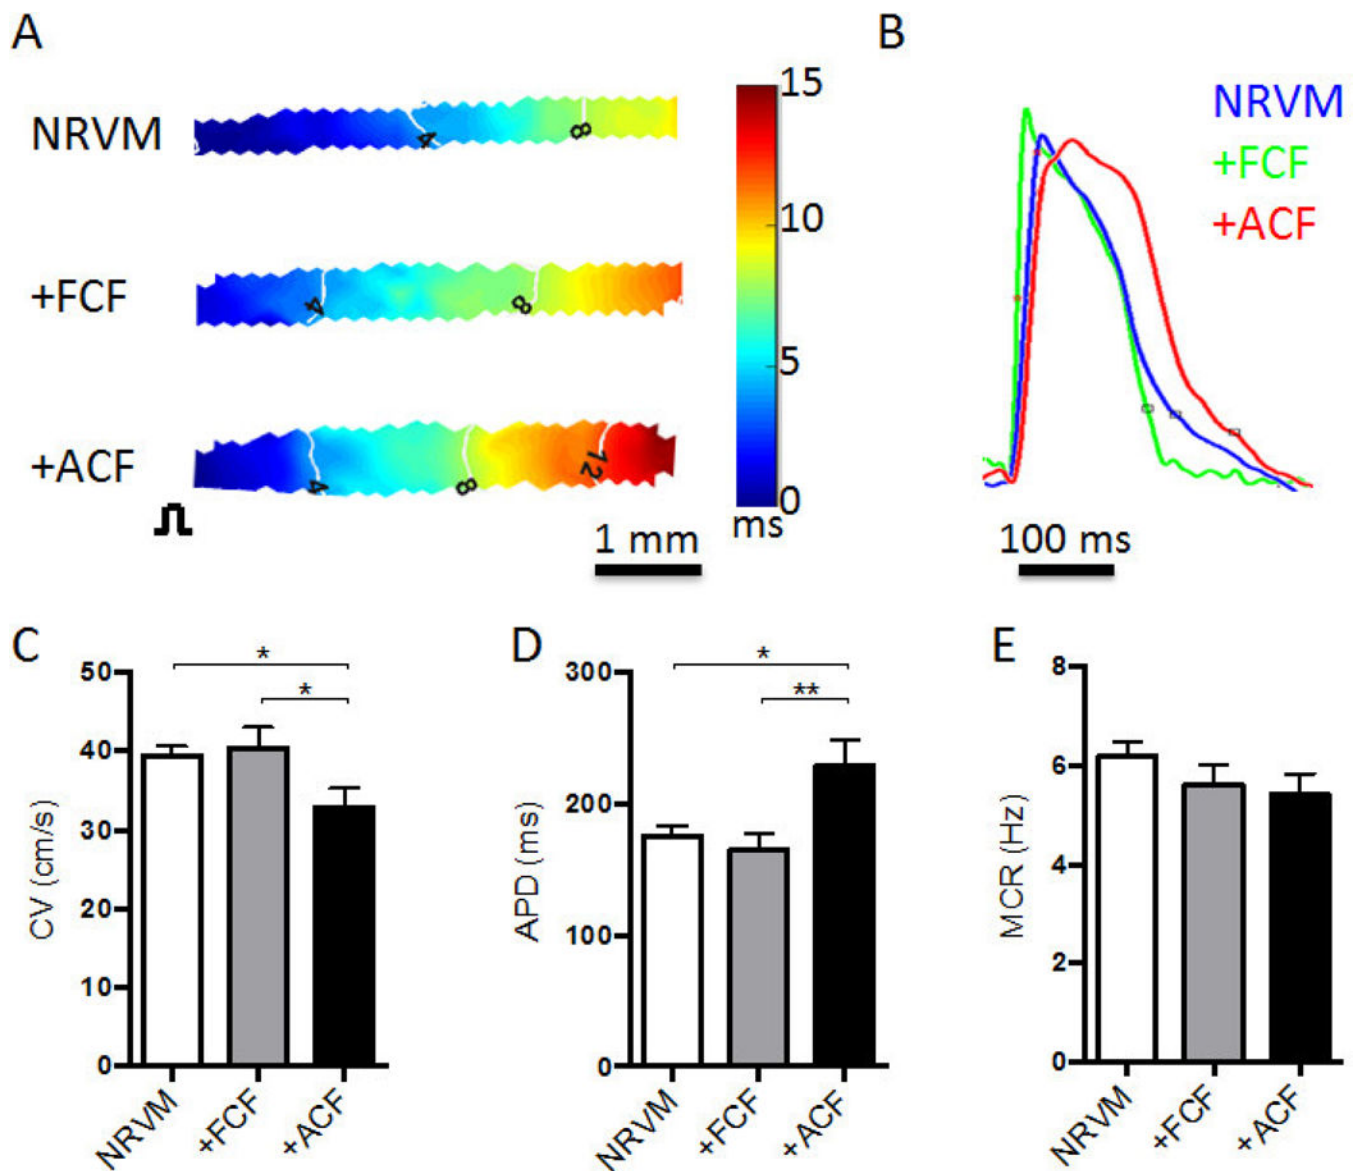 A
NRVM
4
8
+FCF
4
8
+ACF
4
8
12
15
10
5
0
ms
1 mm
B
NRVM
+FCF
+ACF
100 ms
C
*
*
50
40
30
20
10
0
CV (cm/s)
NRVM
+FCF
+ACF
D
*
**
300
200
100
0
APD (ms)
NRVM
+FCF
+ACF
E
8
6
4
2
0
MCR (Hz)
NRVM
+FCF
+ACF